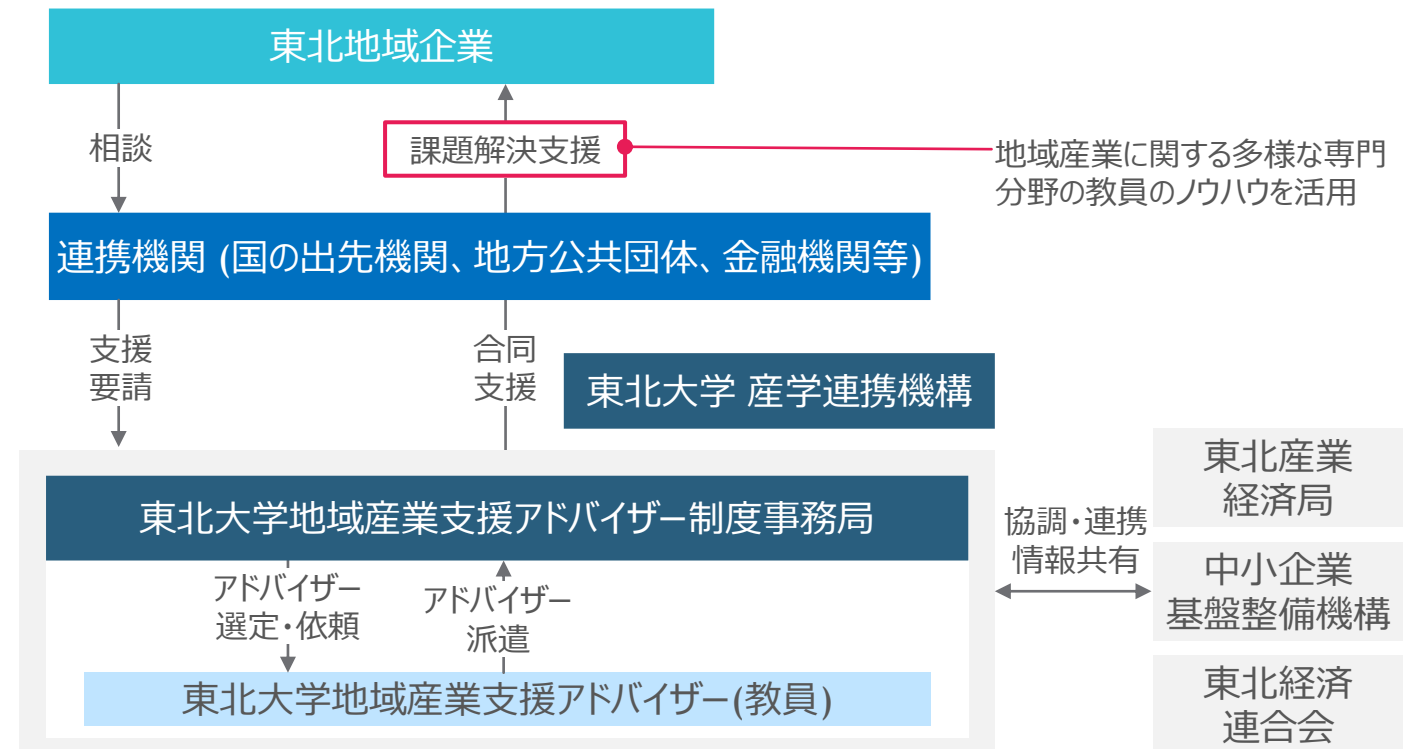 東北地域企業
相談
課題解決支援
地域産業に関する多様な専門
分野の教員のノウハウを活用
連携機関 (国の出先機関、地方公共団体、金融機関等)
支援
要請
合同
支援
東北大学 産学連携機構
東北大学地域産業支援アドバイザー制度事務局
アドバイザー
選定・依頼
アドバイザー
派遣
東北大学地域産業支援アドバイザー(教員)
協調・連携
情報共有
東北産業
経済局
中小企業
基盤整備機構
東北経済
連合会